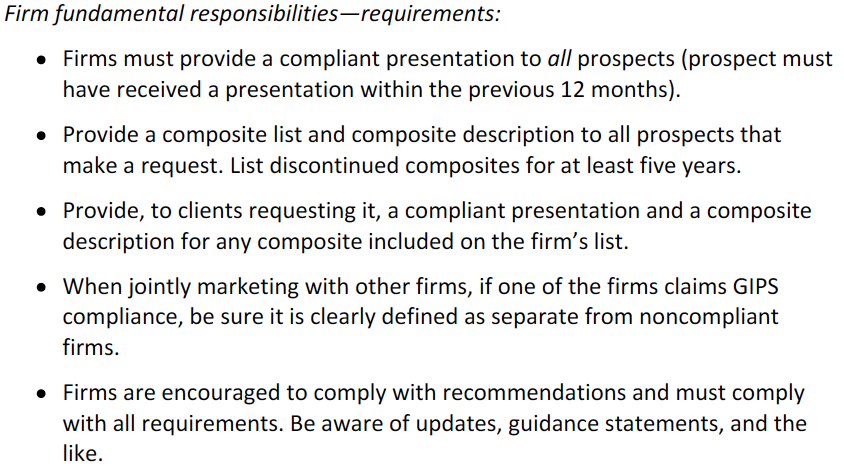 Firm fundamental responsibilities—requirements:
• Firms must provide a compliant presentation to all prospects (prospect must
have received a presentation within the previous 12 months).
• Provide a composite list and composite description to all prospects that
make a request. List discontinued composites for at least five years.
• Provide, to clients requesting it, a compliant presentation and a composite
description for any composite included on the firm’s list.
• When jointly marketing with other firms, if one of the firms claims GIPS
compliance, be sure it is clearly defined as separate from noncompliant
firms.
• Firms are encouraged to comply with recommendations and must comply
with all requirements. Be aware of updates, guidance statements, and the
like.